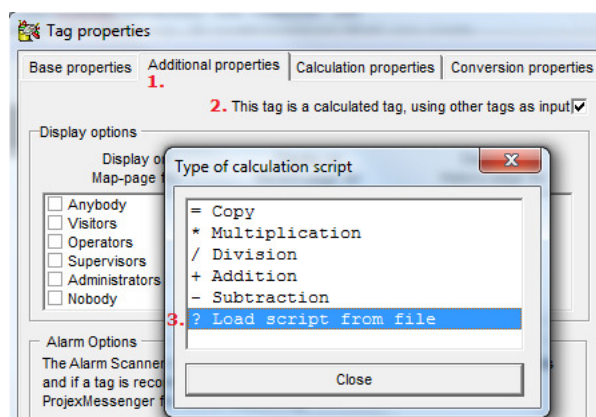 Tag properties
Base properties Additional properties Calculation properties Conversion properties
1.
2. This tag is a calculated tag, using other tags as input
Display options
Display
Map-page
Type of calculation script
Anybody
Visitors
Operators
Supervisors
Administrators
Nobody
= Copy
* Multiplication
/ Division
+ Addition
- Subtraction
3. ? Load script from file
Close
Alarm Options
The Alarm Scanner
and if a tag is reco
ProjexMessenger f